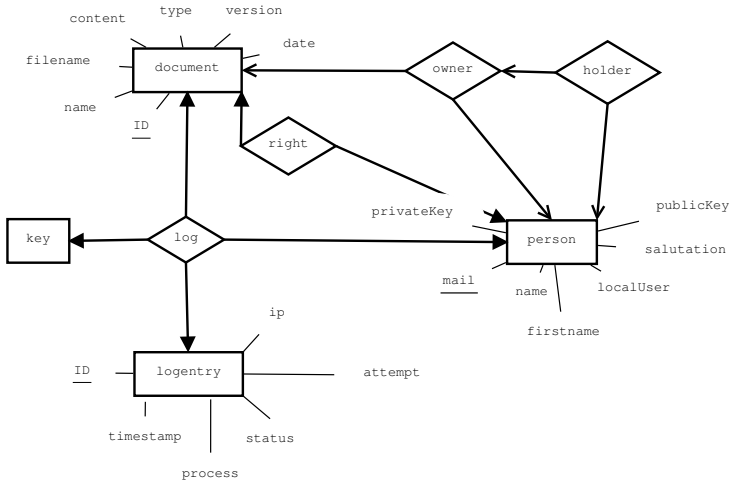 type
version
content
date
filename
document
owner
holder
name
ID
right
privateKey
publicKey
key
log
person
salutation
mail
name
localUser
firstname
ip
ID
logentry
attempt
timestamp
status
process